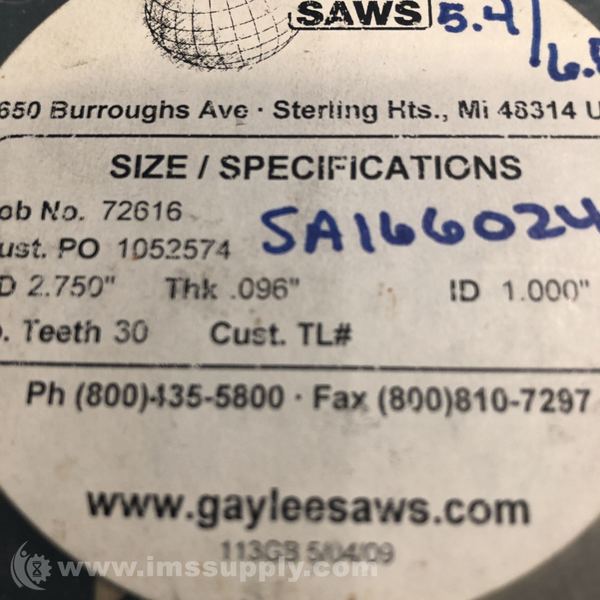 SAWS 5.4/
650 Burroughs Ave · Sterling Hts., Mi 48314 U
SIZE / SPECIFICATIONS
ob No. 72616
SA166024
ust. PO 1052574
D 2.750" Thk .096" ID 1.000"
o. Teeth 30 Cust. TL#
Ph (800)435-5800 · Fax (800)810-7297
www.gayleesaws.com
113GB 5/04/09
www.imssupply.com